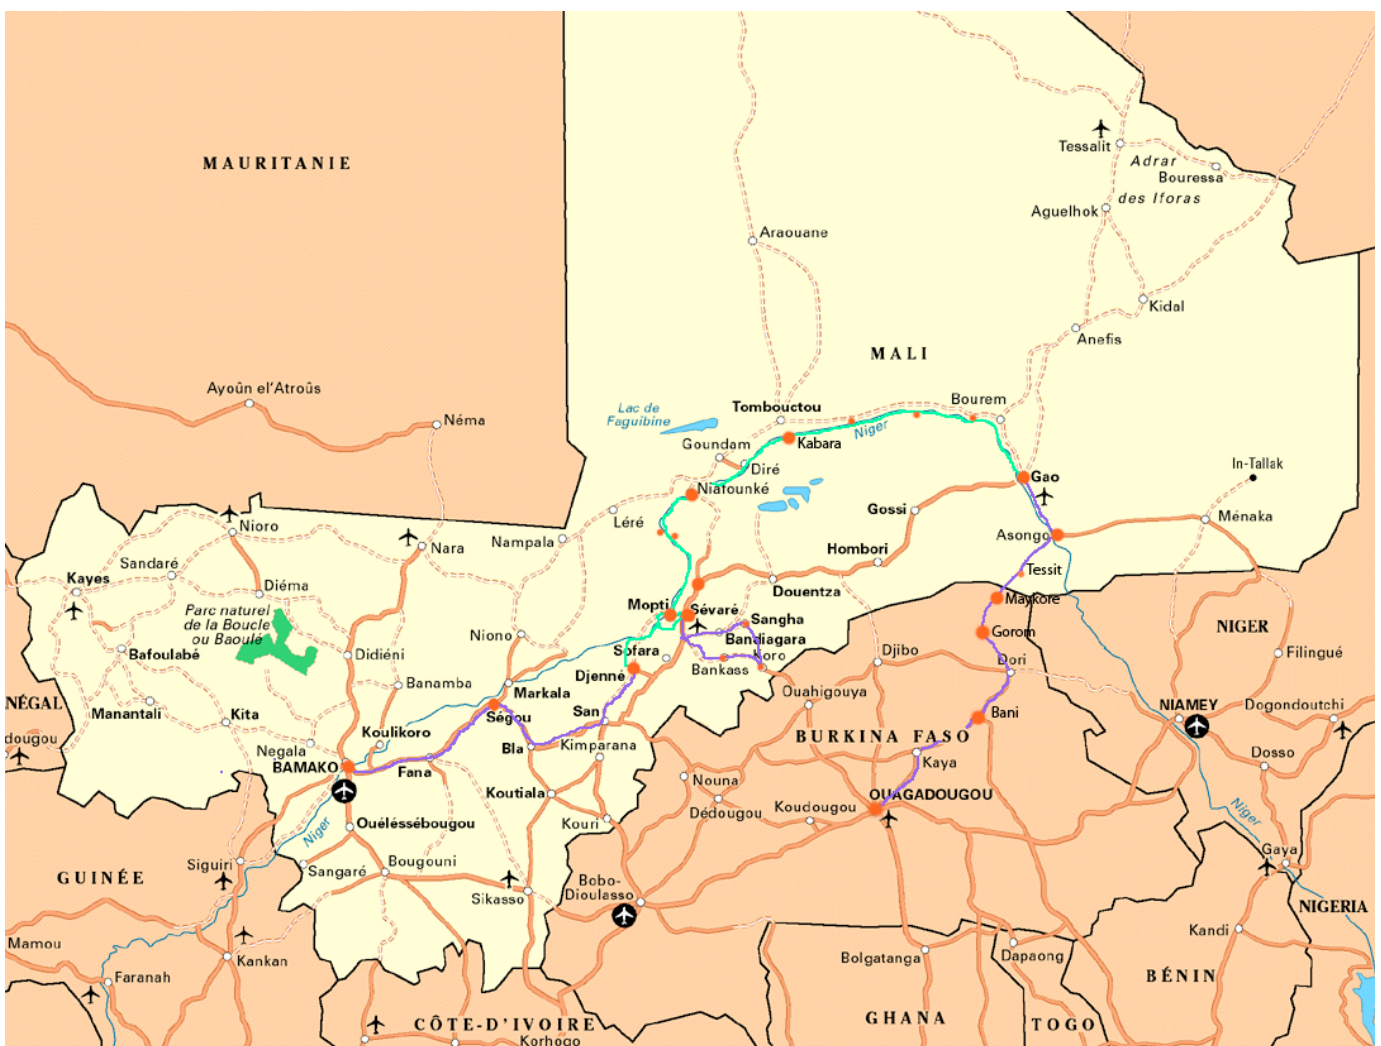 MAURITANIE
Tessalit
Adrar
Bouressa
des Iforas
Aguelhok
Araouane
Kidal
Anefis
MALI
Ayoûn el'Atroûs
Néma
Lac de
Faguibine
Tombouctou
Bourem
Niger
Kabara
Goundam
Diré
Gao
In-Tallak
Niafounké
Gossi
Ménaka
Léré
Nioro
Nara
Nampala
Asongo
Hombori
Sandaré
Kayes
Diéma
Tessit
Douentza
Maykore
Parc naturel
de la Boucle
ou Baoulé
Mopti
Sévaré
Sangha
NIGER
Niono
Bandiagara
Gorom
Sofara
Koro
Filingué
Bafoulabé
Didiéni
Djenné
Bankass
Djibo
Dori
Banamba
Markala
Ouahigouya
NÉGAL
Manantali
Kita
Ségou
San
Bani
NIAMEY
Dogondoutchi
dougou
Koulikoro
Negala
Bla
Kimparana
BURKINA FASO
Dosso
BAMAKO
Fana
Kaya
Nouna
Koutiala
OUAGADOUGOU
Koudougou
Dédougou
Niger
Kouri
Ouéléssébougou
Niger
Gaya
Siguiri
Bougouni
Sangaré
GUINÉE
Sikasso
Bobo-
Dioulasso
NIGERIA
Kandi
Mamou
Kankan
Bolgatanga
Dapaong
Faranah
BÉNIN
CÔTE-D'IVOIRE
GHANA
TOGO
Korhogo